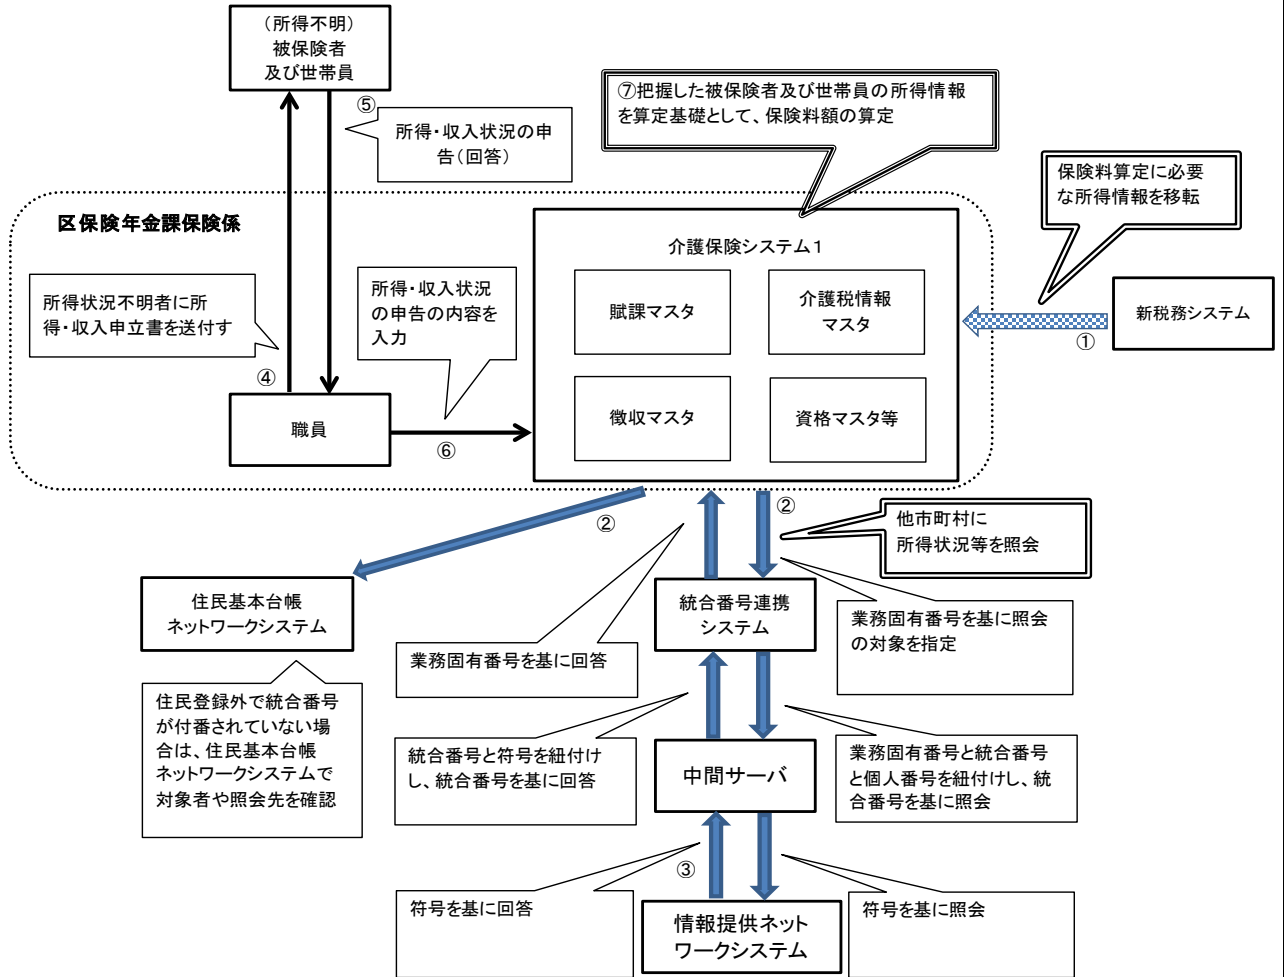 (所得不明)
被保険者
及び世帯員
⑤
所得・収入状況の申
告(回答)
⑦把握した被保険者及び世帯員の所得情報
を算定基礎として、保険料額の算定
保険料算定に必要
な所得情報を移転
区保険年金課保険係
介護保険システム1
賦課マスタ
介護税情報
マスタ
徴収マスタ
資格マスタ等
新税務システム
①
所得状況不明者に所
得・収入申立書を送付す
④
所得・収入状況
の申告の内容を
入力
職員
⑥
②
②
他市町村に
所得状況等を照会
住民基本台帳
ネットワークシステム
統合番号連携
システム
業務固有番号を基に回答
業務固有番号を基に照会
の対象を指定
住民登録外で統合番号
が付番されていない場
合は、住民基本台帳
ネットワークシステムで
対象者や照会先を確認
統合番号と符号を紐付け
し、統合番号を基に回答
中間サーバ
業務固有番号と統合番号
と個人番号を紐付けし、統
合番号を基に照会
③
符号を基に回答
情報提供ネット
ワークシステム
符号を基に照会